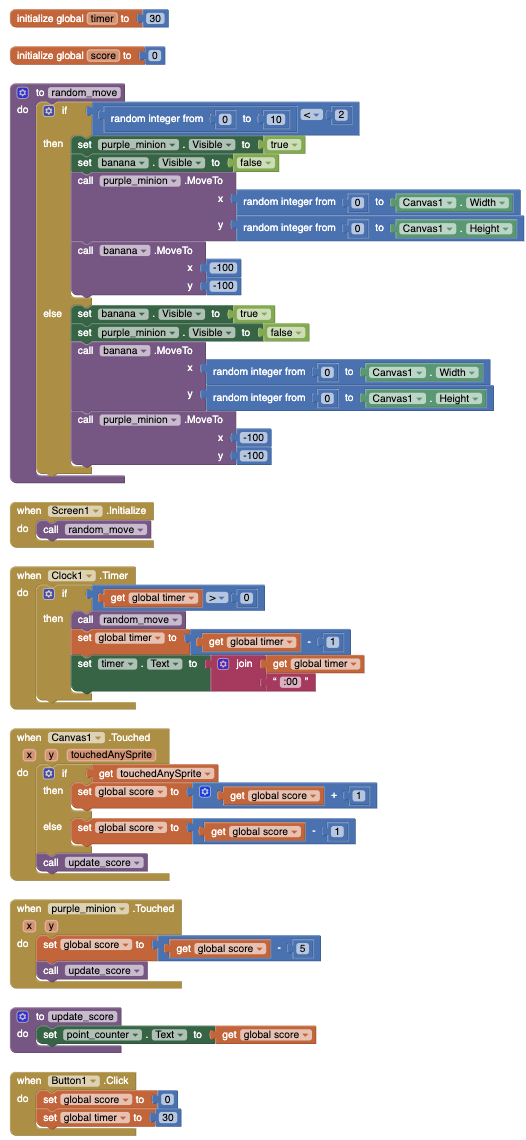 initialize global timer to 30
initialize global score to 0
to random_move
do if random integer from 0 to 10 < 2
then set purple_minion . Visible to true
set banana . Visible to false
call purple_minion .MoveTo
x random integer from 0 to Canvas1 . Width
y random integer from 0 to Canvas1 . Height
call banana .MoveTo
x -100
y -100
else set banana . Visible to true
set purple_minion . Visible to false
call banana .MoveTo
x random integer from 0 to Canvas1 . Width
y random integer from 0 to Canvas1 . Height
call purple_minion .MoveTo
x -100
y -100
when Screen1 .Initialize
do call random_move
when Clock1 .Timer
do if get global timer > 0
then call random_move
set global timer to get global timer - 1
set timer . Text to join get global timer
" :00 "
when Canvas1 .Touched
x y touchedAnySprite
do if get touchedAnySprite
then set global score to get global score + 1
else set global score to get global score - 1
call update_score
when purple_minion .Touched
x y
do set global score to get global score - 5
call update_score
to update_score
do set point_counter . Text to get global score
when Button1 .Click
do set global score to 0
set global timer to 30